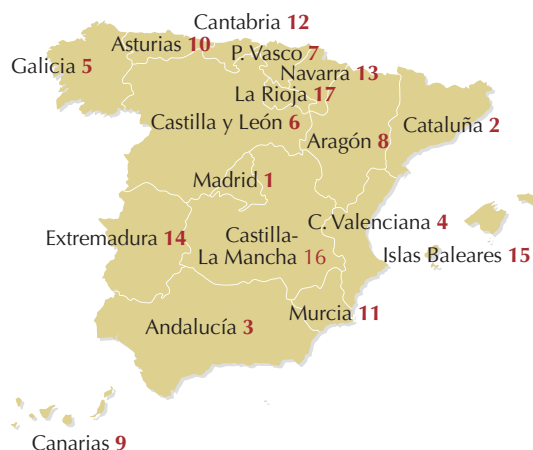 Cantabria 12
Asturias 10
P. Vasco 7
Galicia 5
Navarra 13
La Rioja 17
Castilla y León 6
Cataluña 2
Aragón 8
Madrid 1
C. Valenciana 4
Extremadura 14
Castilla-
La Mancha 16
Islas Baleares 15
Murcia 11
Andalucía 3
Canarias 9